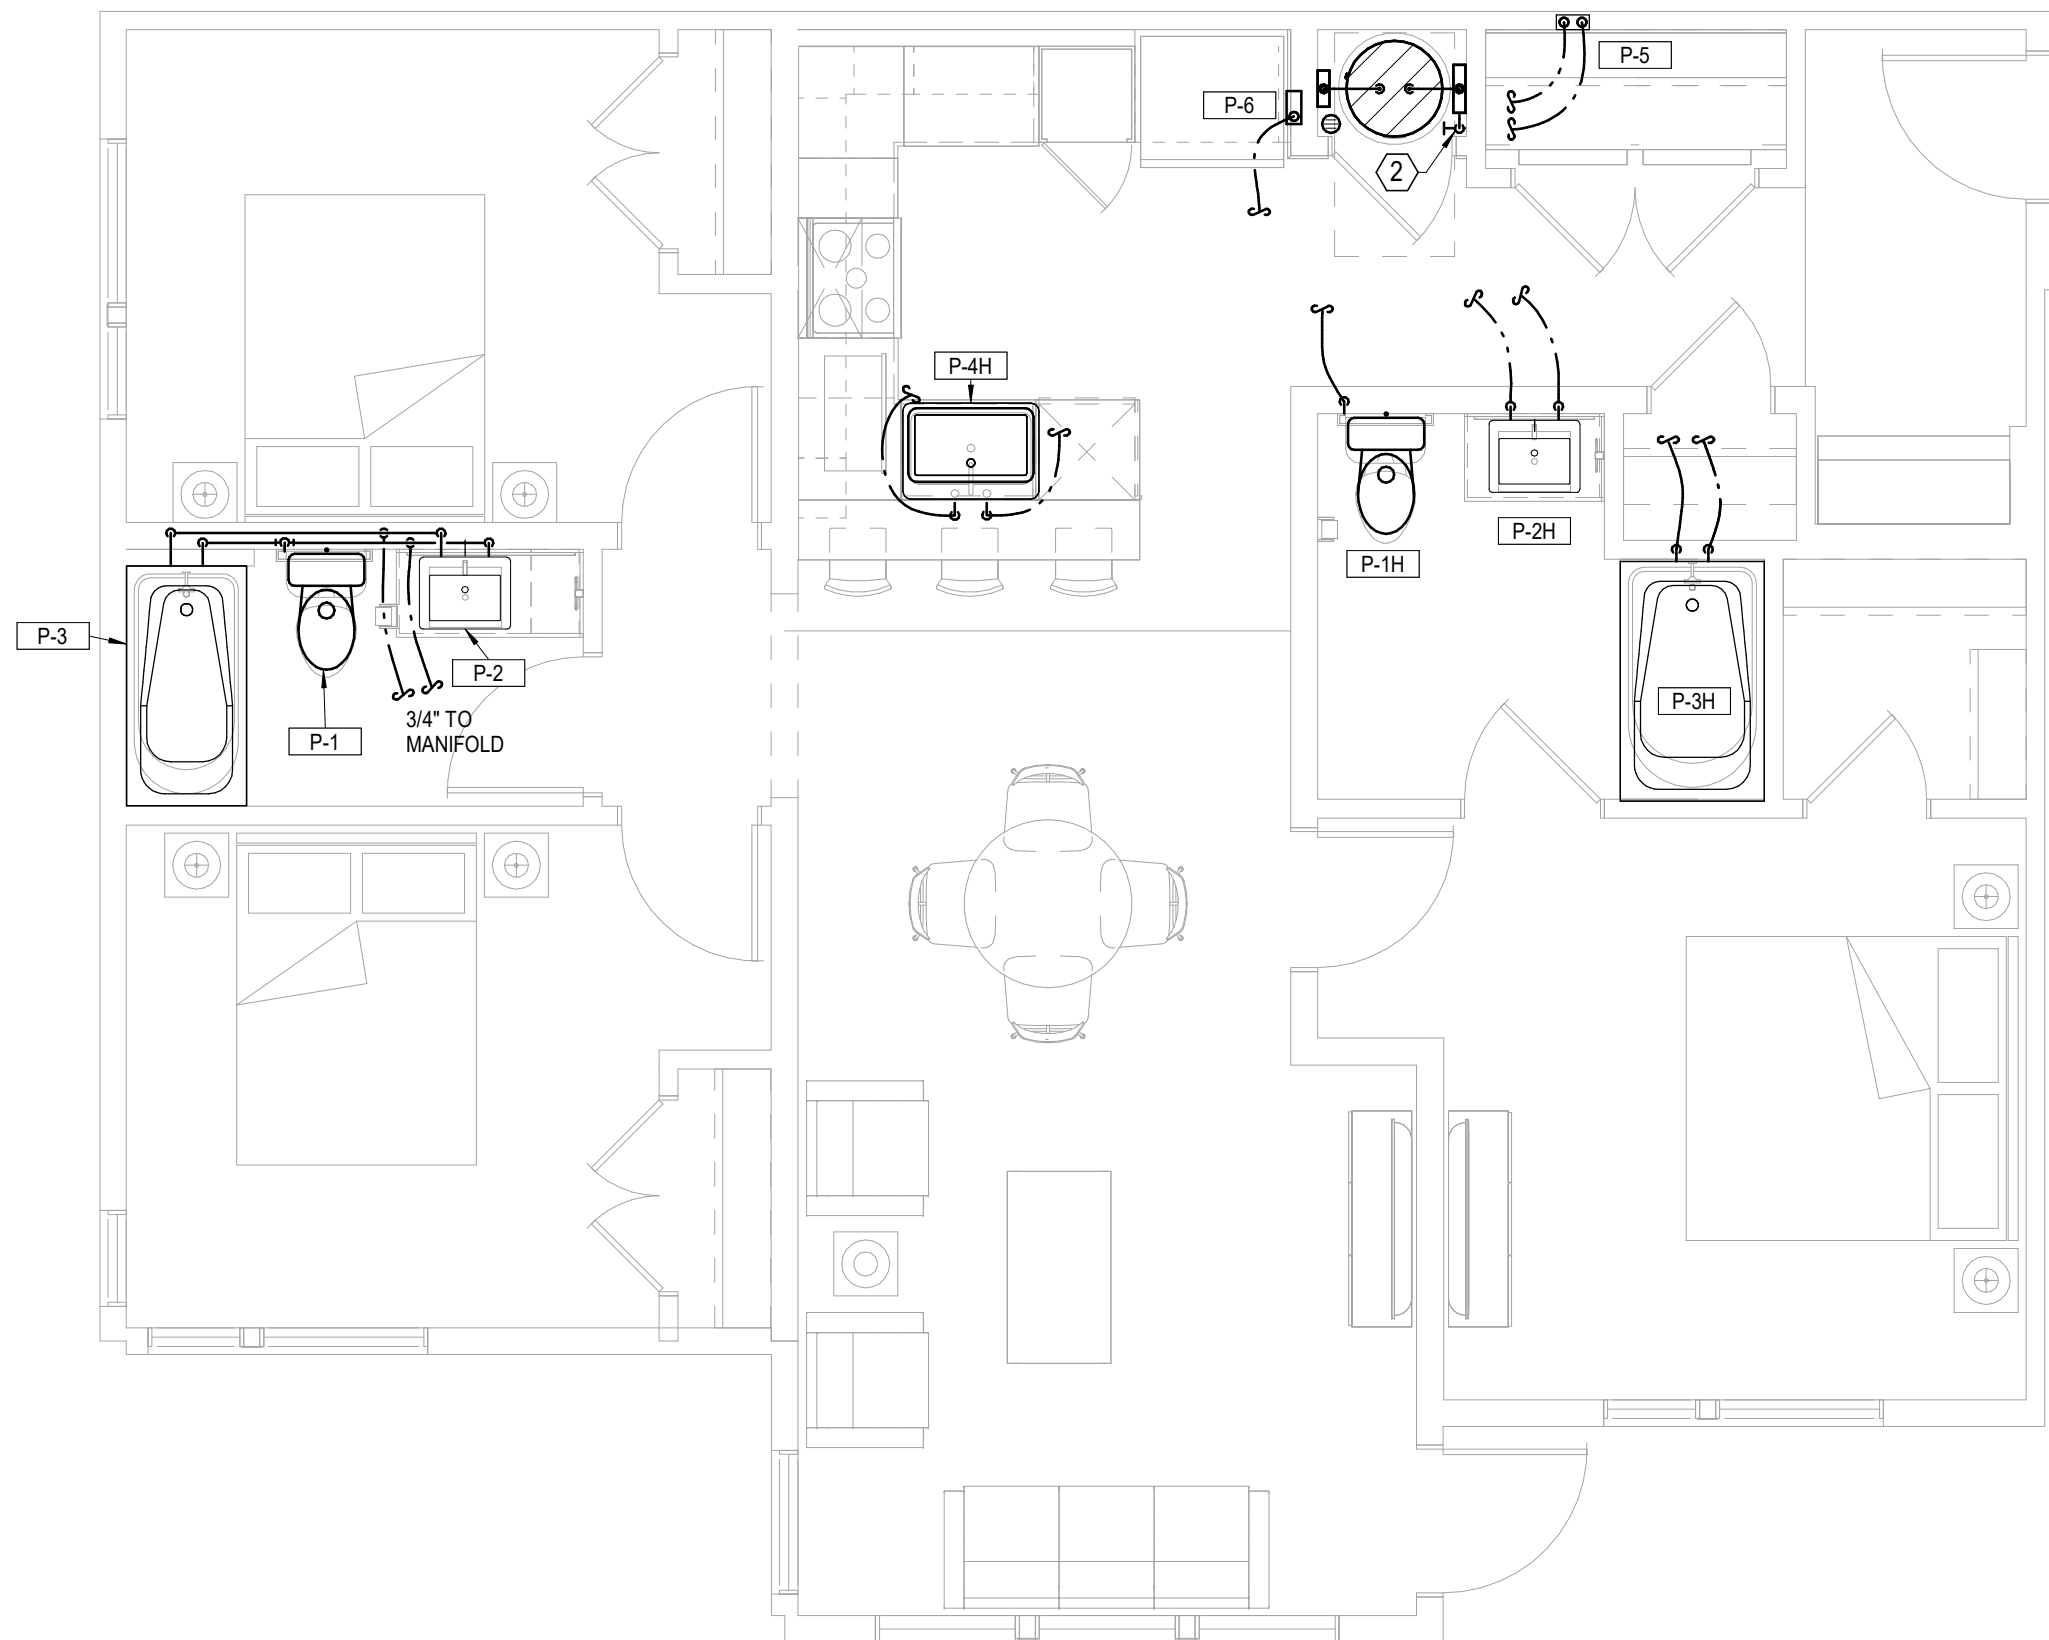 P-5
P-6
2
P-4H
P-2H
P-1H
P-3
P-2
P-3H
3/4" TO
MANIFOLD
P-1